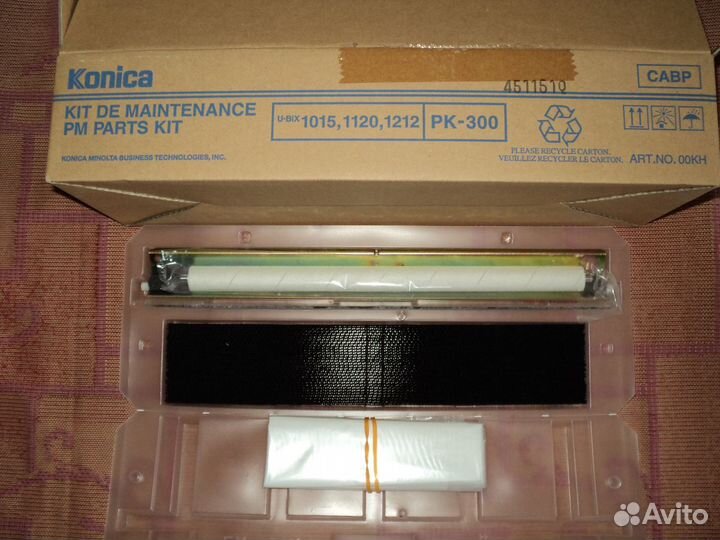 Konica
KIT DE MAINTENANCE
PM PARTS KIT
KONICA MINOLTA BUSINESS TECHNOLOGIES, INC.
U-BIX 1015, 1120, 1212
PK-300
451151Q
PLEASE RECYCLE CARTON.
VEUILLEZ RECYCLER LE CARTON.
CABP
ART.NO. 00KH
Avito